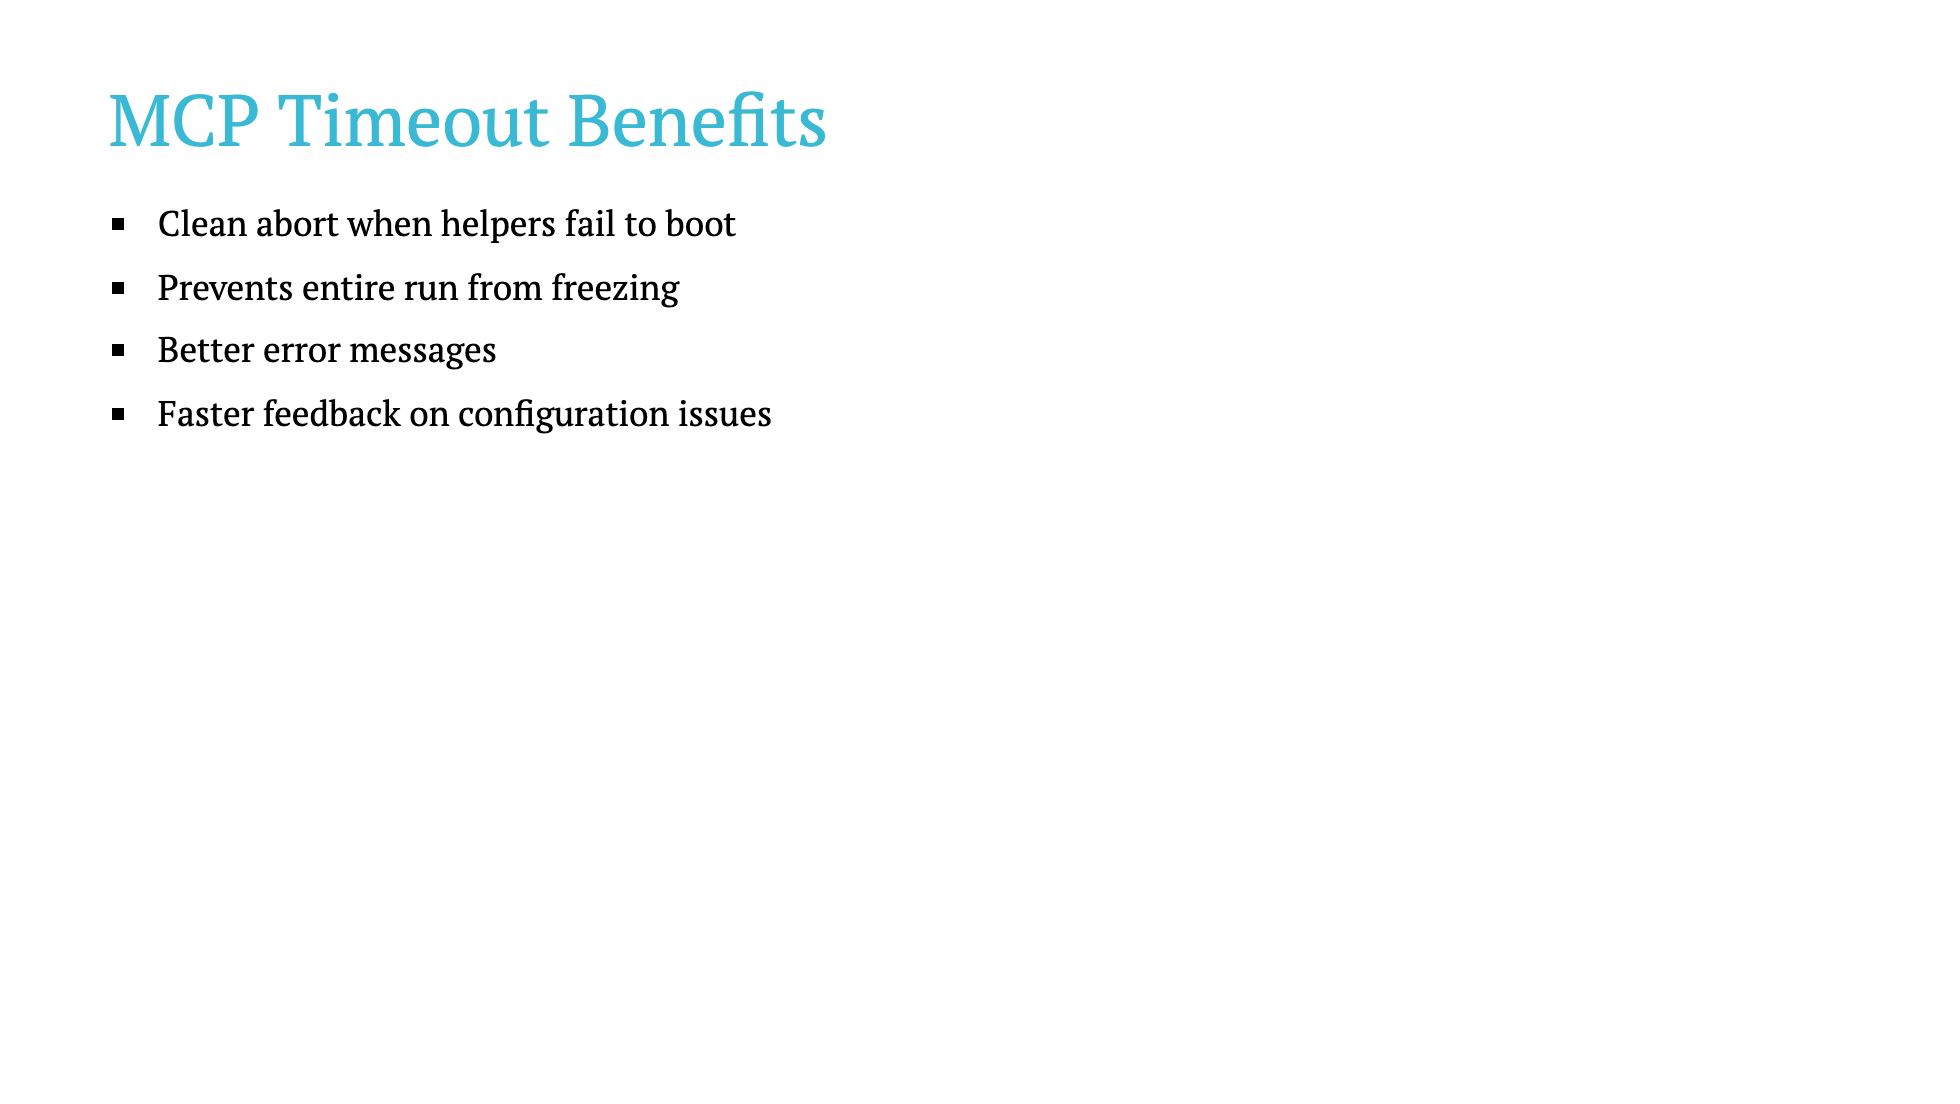 MCP Timeout Benefits
▪ Clean abort when helpers fail to boot
▪ Prevents entire run from freezing
▪ Better error messages
▪ Faster feedback on configuration issues